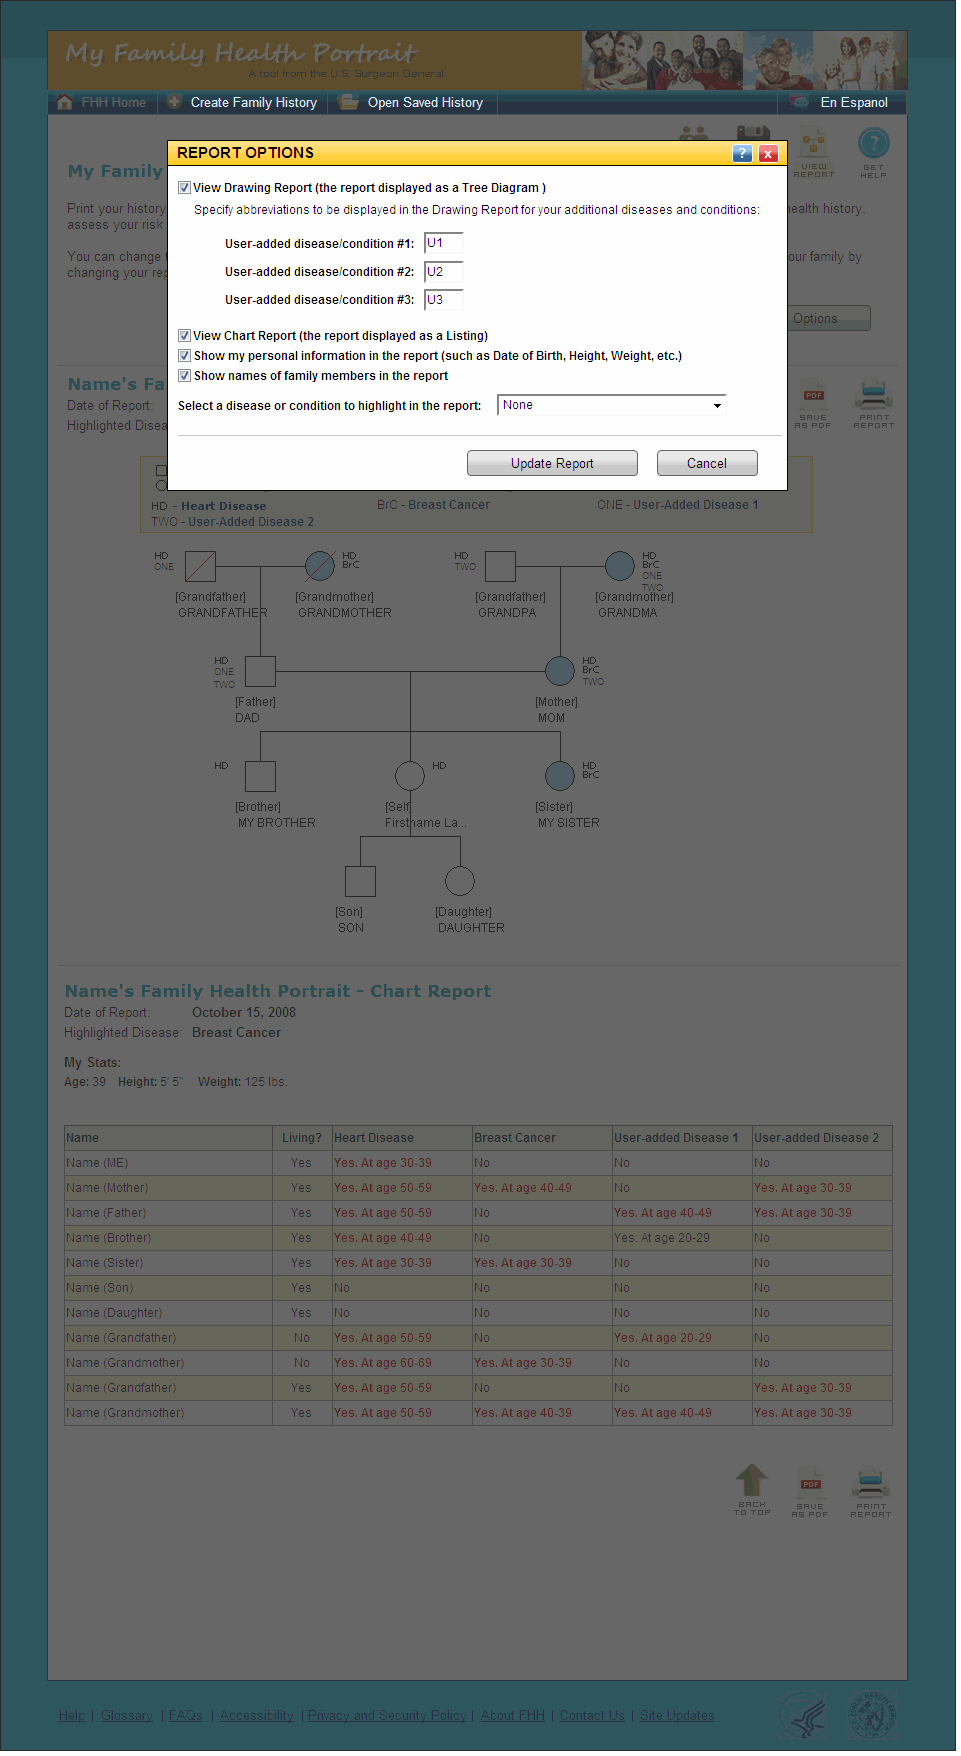 My Family Health Portrait
A tool from the U.S. Surgeon General
FHH Home
Create Family History
Open Saved History
En Espanol
My Family
VIEW REPORT
GET HELP
REPORT OPTIONS
?
x
View Drawing Report (the report displayed as a Tree Diagram )
Specify abbreviations to be displayed in the Drawing Report for your additional diseases and conditions:
User-added disease/condition #1: U1
User-added disease/condition #2: U2
User-added disease/condition #3: U3
View Chart Report (the report displayed as a Listing)
Show my personal information in the report (such as Date of Birth, Height, Weight, etc.)
Show names of family members in the report
Select a disease or condition to highlight in the report: None
Update Report Cancel
Print your history
health history,
assess your risk
You can change
our family by
changing your rep
Options
Name's Fa
Date of Report:
Highlighted Disea
PDF
SAVE AS PDF
PRINT REPORT
HD - Heart Disease BrC - Breast Cancer ONE - User-Added Disease 1
TWO - User-Added Disease 2
HD
ONE
HD
BrC
HD
TWO
HD
BrC
ONE
TWO
[Grandfather] [Grandmother] [Grandfather] [Grandmother]
GRANDFATHER GRANDMOTHER GRANDPA GRANDMA
HD
ONE
TWO
HD
BrC
TWO
[Father] [Mother]
DAD MOM
HD
HD
HD
BrC
[Brother] [Self] [Sister]
MY BROTHER Firstname La... MY SISTER
[Son] [Daughter]
SON DAUGHTER
Name's Family Health Portrait - Chart Report
Date of Report: October 15, 2008
Highlighted Disease: Breast Cancer
My Stats:
Age: 39 Height: 5' 5" Weight: 125 lbs.
Name Living? Heart Disease Breast Cancer User-added Disease 1 User-added Disease 2
Name (ME) Yes Yes. At age 30-39 No No No
Name (Mother) Yes Yes. At age 50-59 Yes. At age 40-49 No Yes. At age 30-39
Name (Father) Yes Yes. At age 50-59 No Yes. At age 40-49 Yes. At age 30-39
Name (Brother) Yes Yes. At age 40-49 No Yes. At age 20-29 No
Name (Sister) Yes Yes. At age 30-39 Yes. At age 30-39 No No
Name (Son) Yes No No No No
Name (Daughter) Yes No No No No
Name (Grandfather) No Yes. At age 50-59 No Yes. At age 20-29 No
Name (Grandmother) No Yes. At age 60-69 Yes. At age 30-39 No No
Name (Grandfather) Yes Yes. At age 50-59 No No Yes. At age 30-39
Name (Grandmother) Yes Yes. At age 50-59 Yes. At age 40-39 Yes. At age 40-49 Yes. At age 30-39
PDF
BACK TO TOP
SAVE AS PDF
PRINT REPORT
Help | Glossary | FAQs | Accessibility | Privacy and Security Policy | About FHH | Contact Us | Site Updates